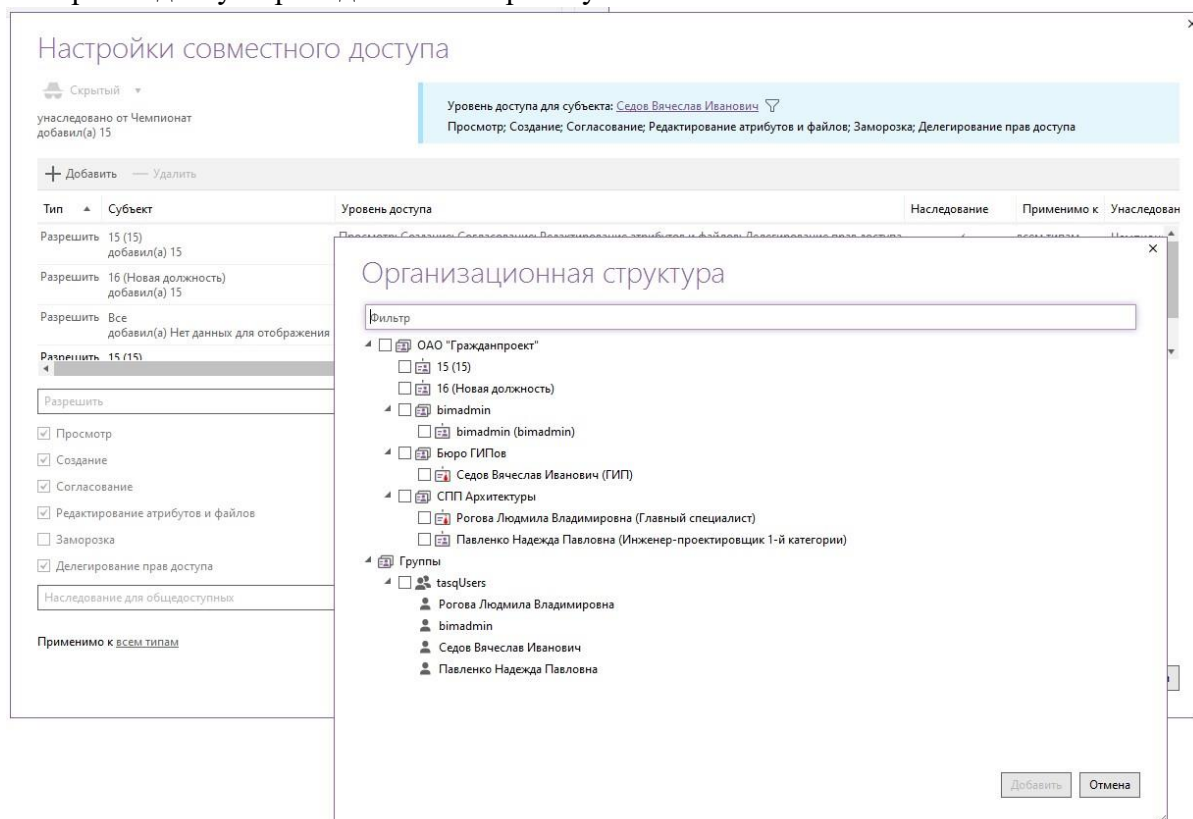 Настройки совместного доступа
Скрытый
унаследовано от Чемпионат
добавил(а) 15
Уровень доступа для субъекта: Седов Вячеслав Иванович
Просмотр; Создание; Согласование; Редактирование атрибутов и файлов; Заморозка; Делегирование прав доступа
Добавить — Удалить
Тип Субъект Уровень доступа Наследование Применимо к Унаследован
Разрешить 15 (15)
добавил(а) 15
Разрешить 16 (Новая должность)
добавил(а) 15
Разрешить Все
добавил(а) Нет данных для отображения
Разрешить 15 (15)
Разрешить
Просмотр
Создание
Согласование
Редактирование атрибутов и файлов
Заморозка
Делегирование прав доступа
Наследование для общедоступных
Применимо к всем типам
Организационная структура
Фильтр
ОАО "Гражданпроект"
15 (15)
16 (Новая должность)
bimadmin
bimadmin (bimadmin)
Бюро ГИПов
Седов Вячеслав Иванович (ГИП)
СПП Архитектуры
Рогова Людмила Владимировна (Главный специалист)
Павленко Надежда Павловна (Инженер-проектировщик 1-й категории)
Группы
tasqUsers
Рогова Людмила Владимировна
bimadmin
Седов Вячеслав Иванович
Павленко Надежда Павловна
Добавить Отмена